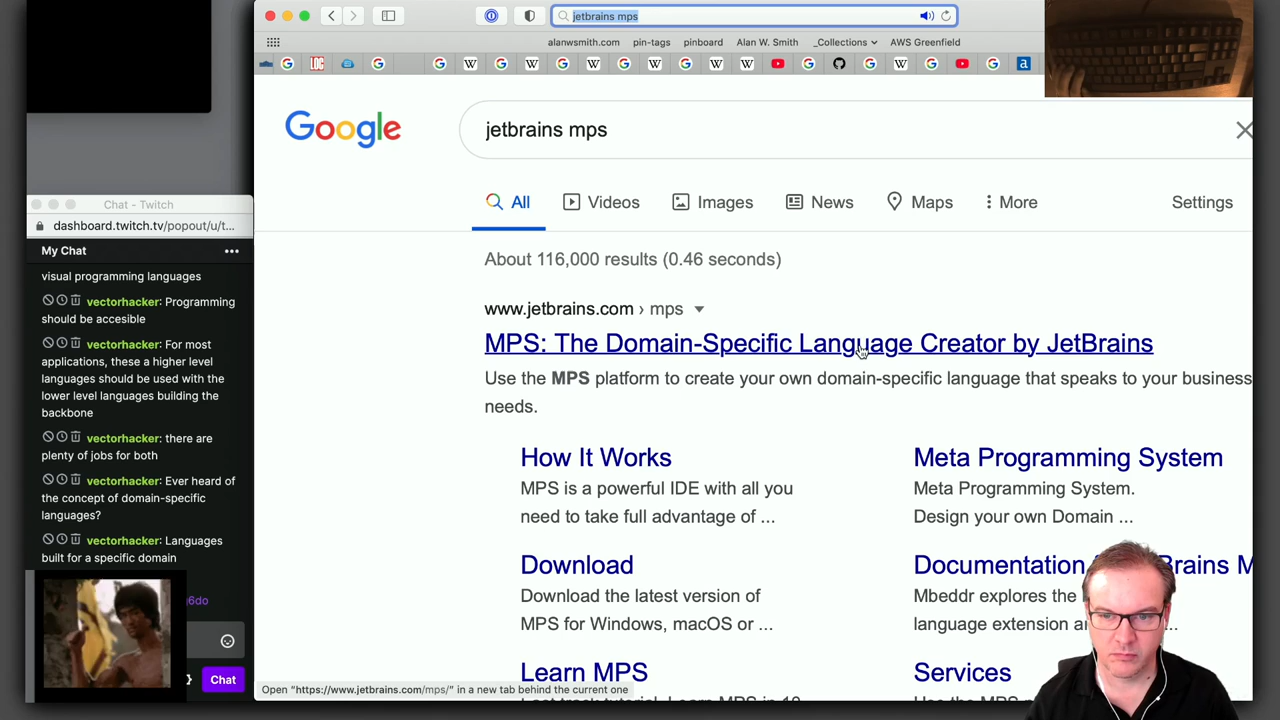 jetbrains mps
alanwsmith.com
pin-tags
pinboard
Alan W. Smith
_Collections
AWS Greenfield
LOC
G
W
a
Google
jetbrains mps
All
Videos
Images
News
Maps
More
Settings
About 116,000 results (0.46 seconds)
www.jetbrains.com › mps
MPS: The Domain-Specific Language Creator by JetBrains
Use the MPS platform to create your own domain-specific language that speaks to your business
needs.
How It Works
MPS is a powerful IDE with all you
need to take full advantage of ...
Meta Programming System
Meta Programming System.
Design your own Domain ...
Download
Download the latest version of
MPS for Windows, macOS or ...
Documentation
Brains M
Mbeddr explores the
language extension
Learn MPS
Services
Open "https://www.jetbrains.com/mps/" in a new tab behind the current one
Chat - Twitch
dashboard.twitch.tv/popout/u/t...
My Chat
visual programming languages
vectorhacker: Programming
should be accesible
vectorhacker: For most
applications, these a higher level
languages should be used with the
lower level languages building the
backbone
vectorhacker: there are
plenty of jobs for both
vectorhacker: Ever heard of
the concept of domain-specific
languages?
vectorhacker: Languages
built for a specific domain
g6do
Chat